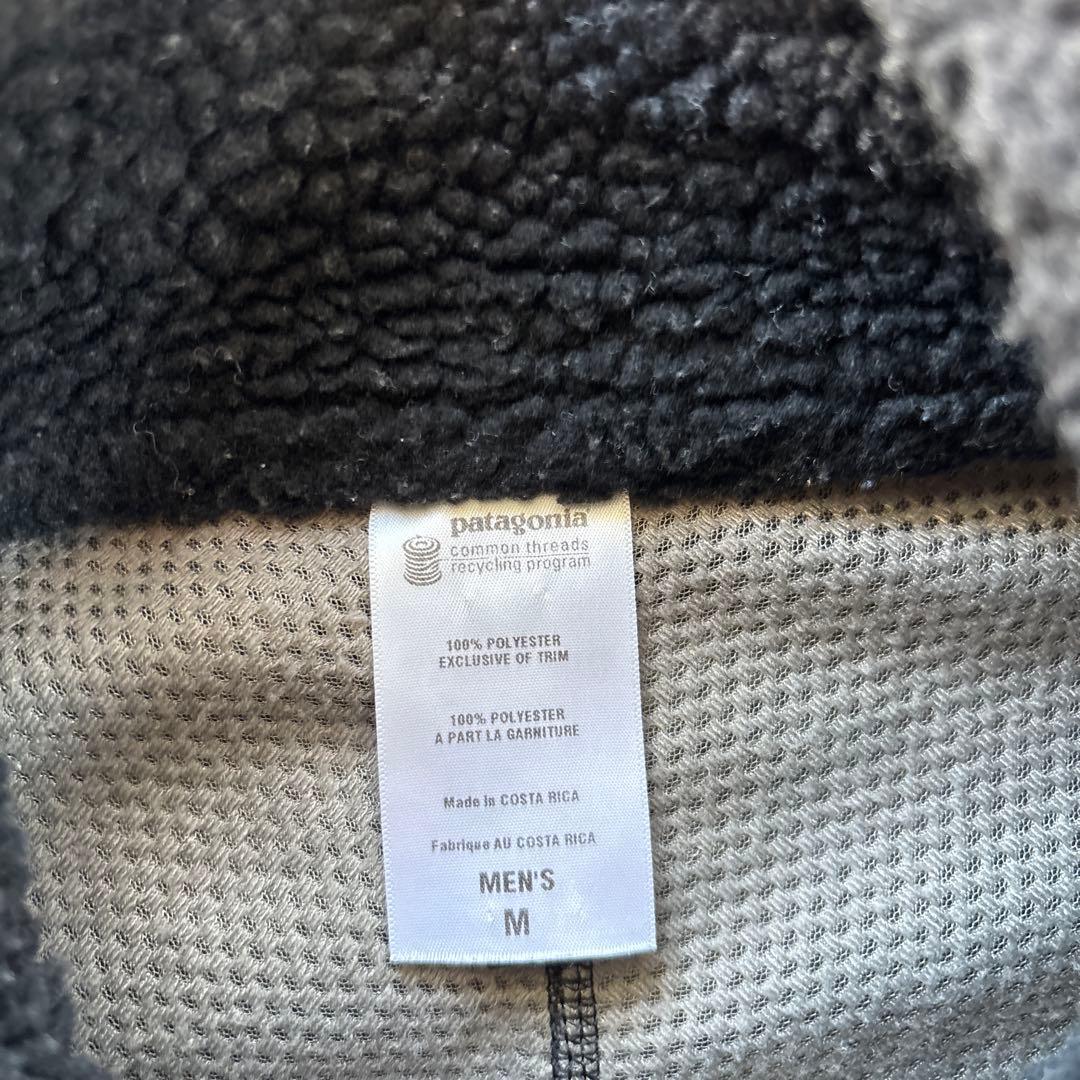 patagonia
common threads
recycling program
100% POLYESTER
EXCLUSIVE OF TRIM
100% POLYESTER
A PART LA GARNITURE
Made in COSTA RICA
Fabrique AU COSTA RICA
MEN'S
M